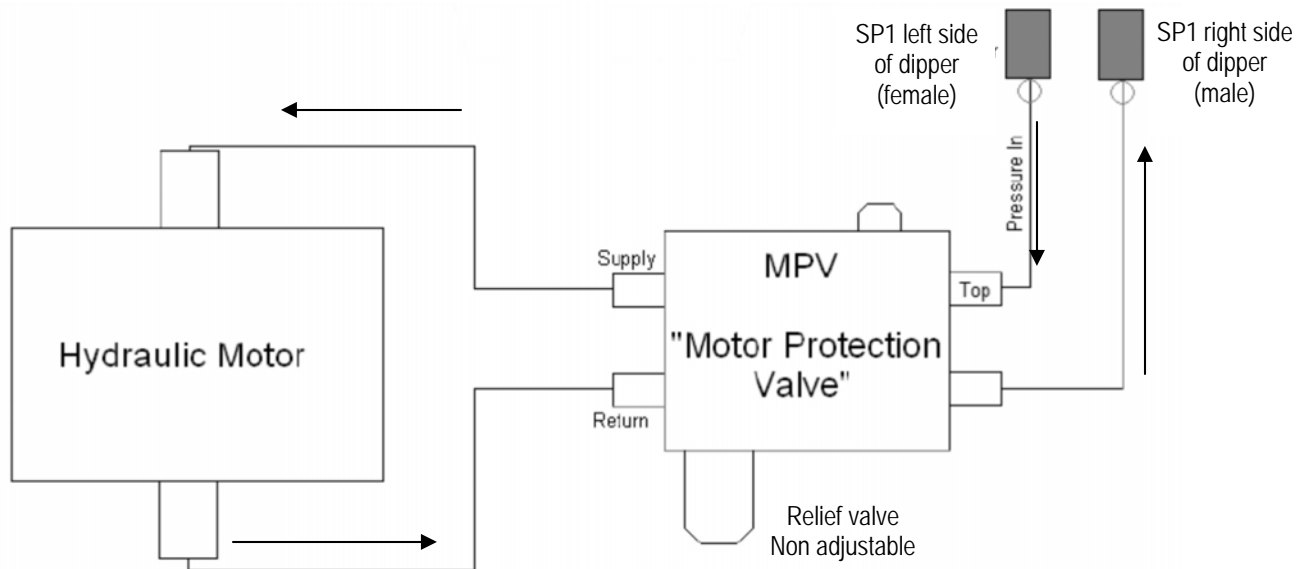 SP1 left side
of dipper
(female)
SP1 right side
of dipper
(male)
Pressure In
Supply
MPV
Top
Hydraulic Motor
"Motor Protection
Valve"
Return
Relief valve
Non adjustable